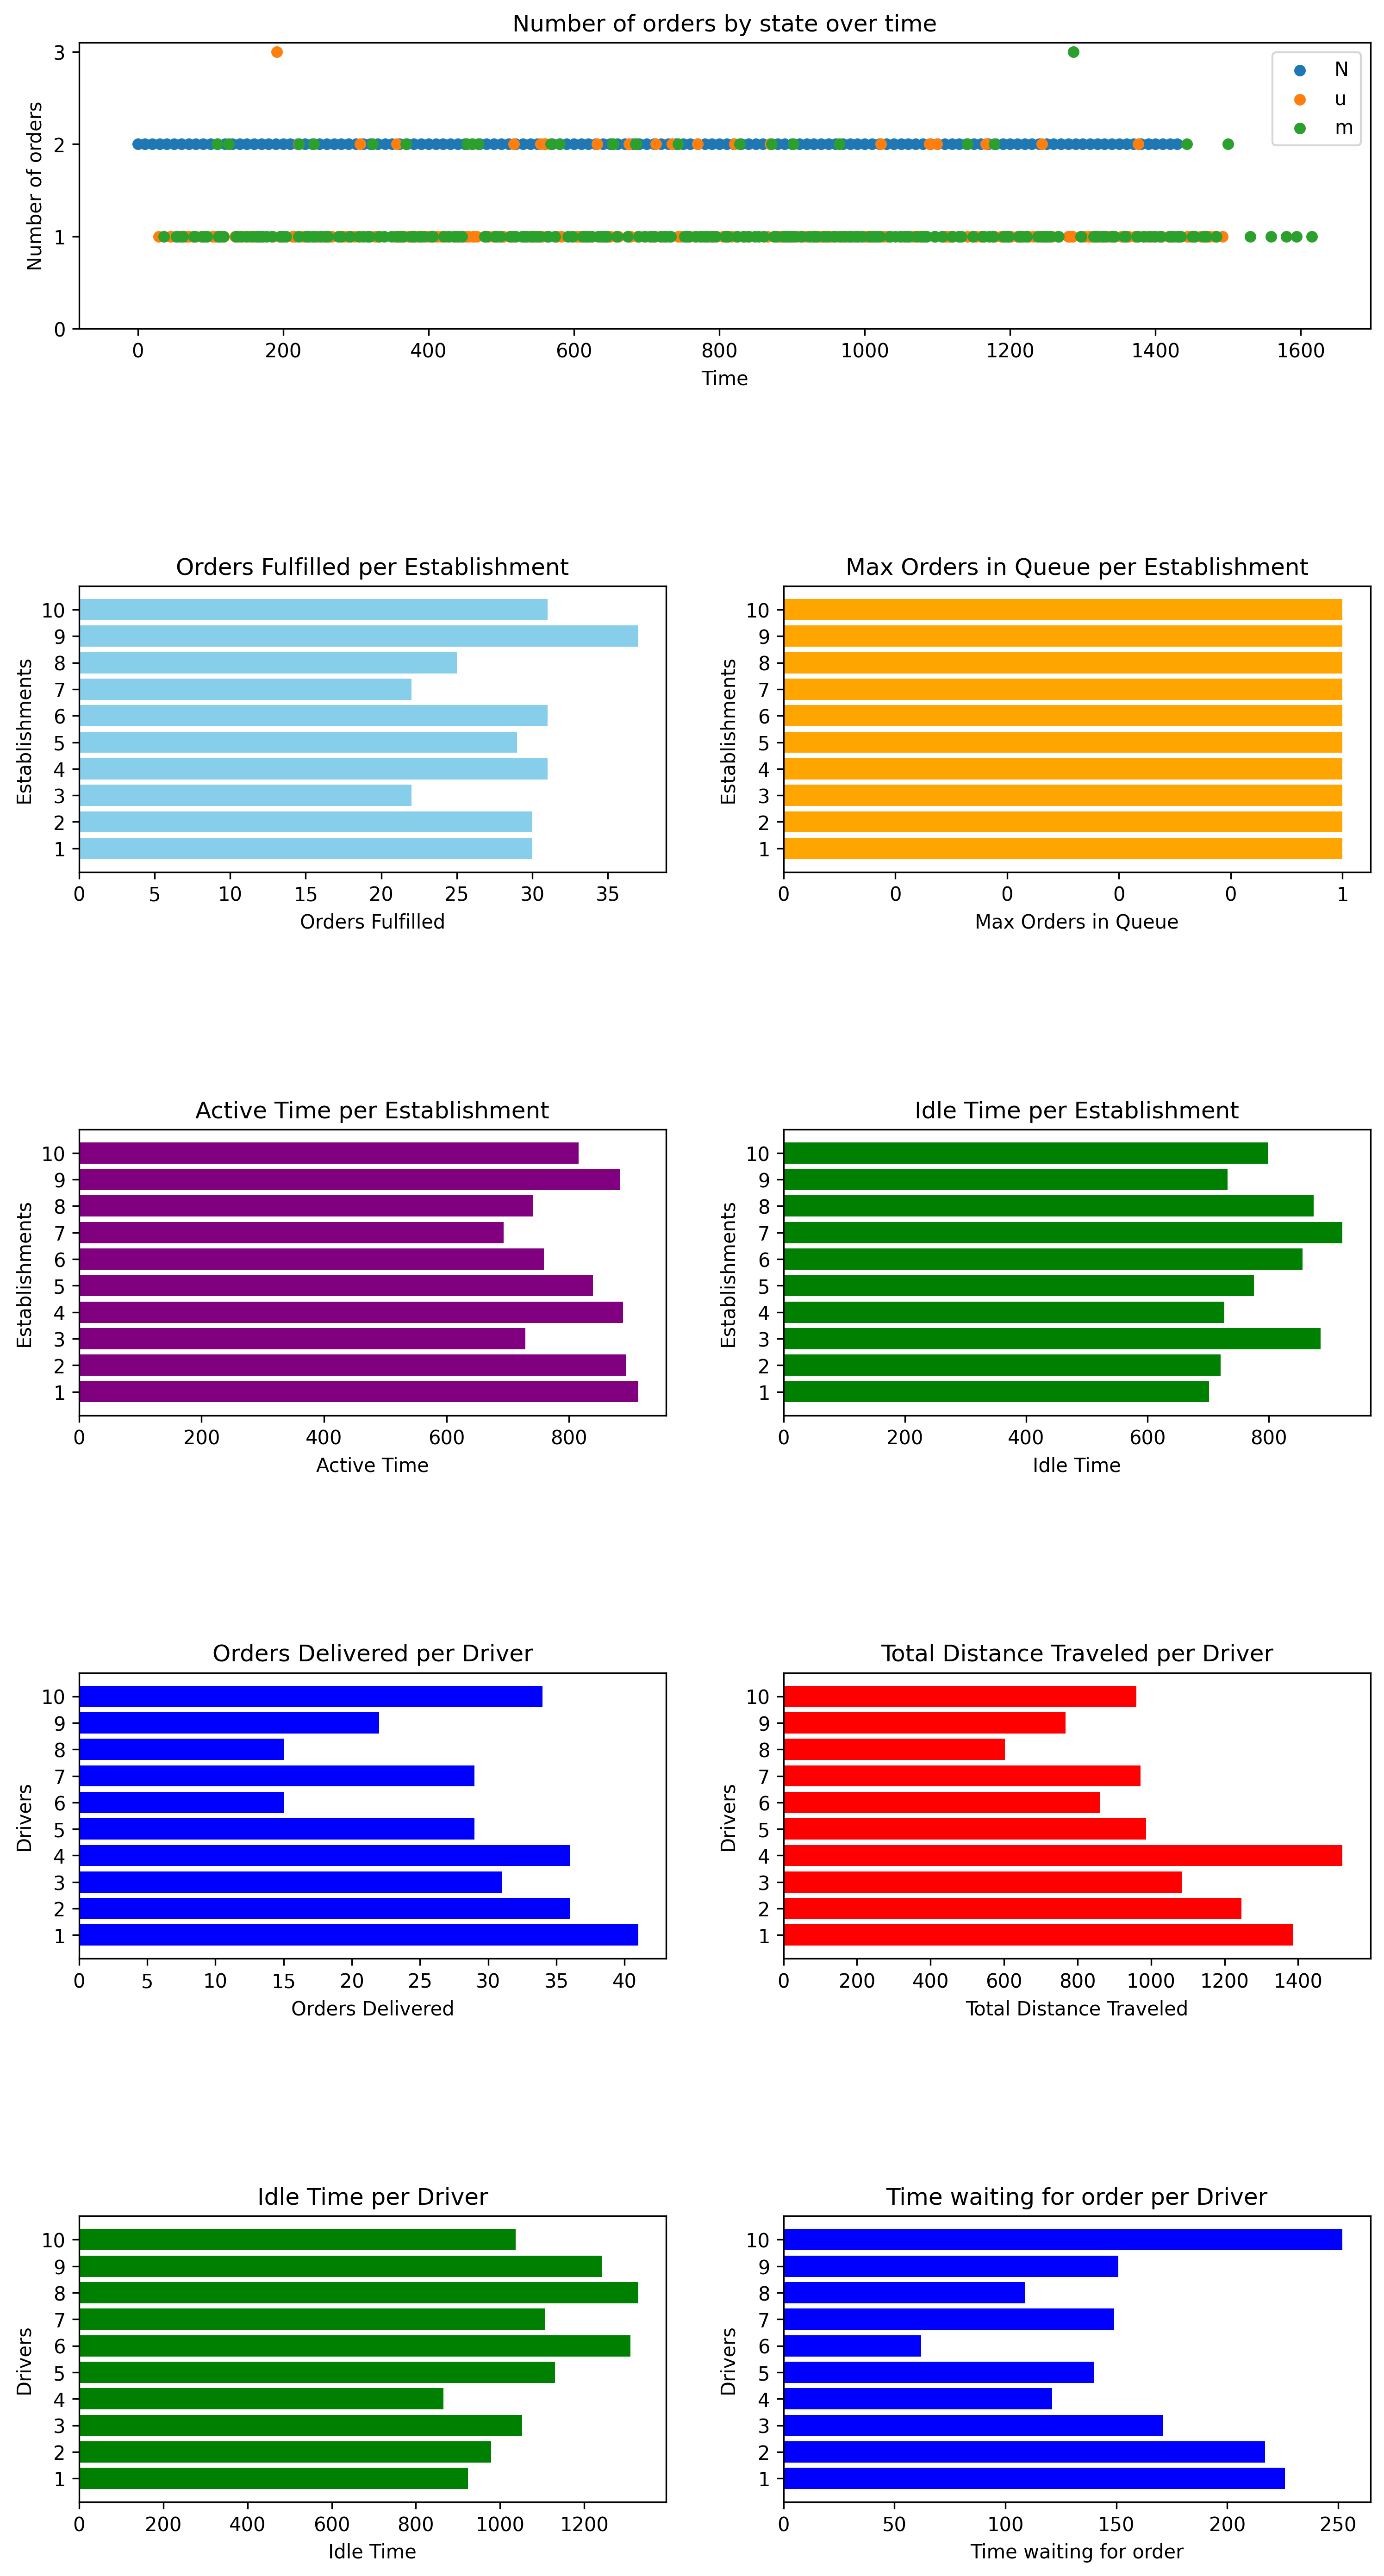 Number of orders by state over time
3
2
1
0
Number of orders
N
u
m
0 200 400 600 800 1000 1200 1400 1600
Time
Orders Fulfilled per Establishment
10
9
8
7
6
5
4
3
2
1
Establishments
0 5 10 15 20 25 30 35
Orders Fulfilled
Max Orders in Queue per Establishment
10
9
8
7
6
5
4
3
2
1
Establishments
0 0 0 0 0 1
Max Orders in Queue
Active Time per Establishment
10
9
8
7
6
5
4
3
2
1
Establishments
0 200 400 600 800
Active Time
Idle Time per Establishment
10
9
8
7
6
5
4
3
2
1
Establishments
0 200 400 600 800
Idle Time
Orders Delivered per Driver
10
9
8
7
6
5
4
3
2
1
Drivers
0 5 10 15 20 25 30 35 40
Orders Delivered
Total Distance Traveled per Driver
10
9
8
7
6
5
4
3
2
1
Drivers
0 200 400 600 800 1000 1200 1400
Total Distance Traveled
Idle Time per Driver
10
9
8
7
6
5
4
3
2
1
Drivers
0 200 400 600 800 1000 1200
Idle Time
Time waiting for order per Driver
10
9
8
7
6
5
4
3
2
1
Drivers
0 50 100 150 200 250
Time waiting for order